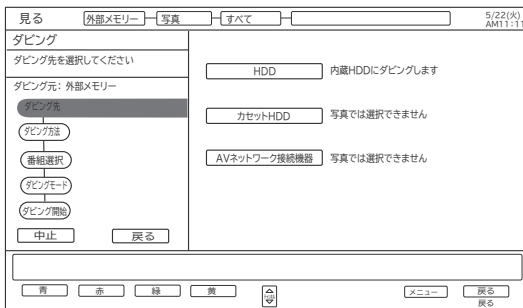 見る 外部メモリー 写真 すべて 5/22(火)
AM11:11
ダビング
ダビング先を選択してください
ダビング元：外部メモリー
ダビング先
ダビング方法
番組選択
ダビングモード
ダビング開始
中止 戻る
HDD 内蔵HDDにダビングします
カセットHDD 写真では選択できません
AVネットワーク接続機器 写真では選択できません
青 赤 緑 黄 メニュー 戻る
戻る